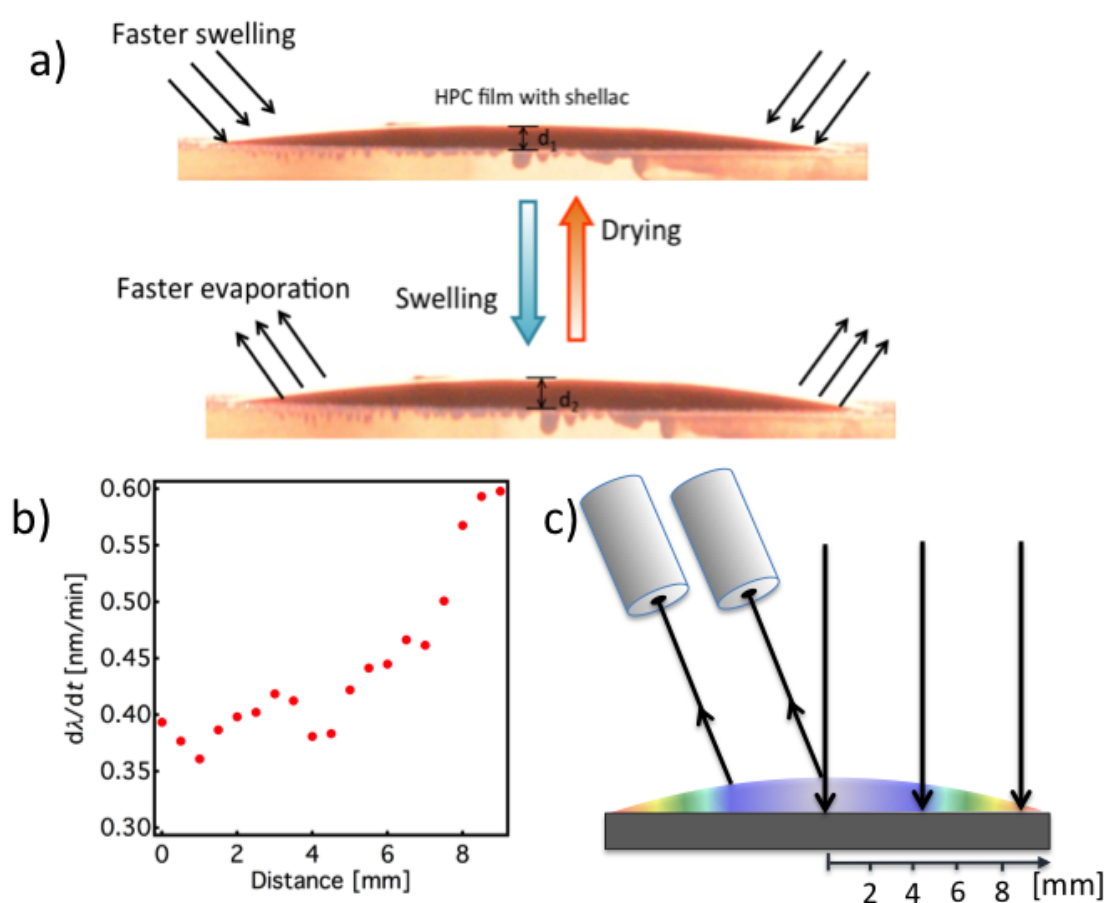 a)
Faster swelling
HPC film with shellac
d₁
Drying
Swelling
Faster evaporation
d₂
b)
dλ/dt [nm/min]
0.60
0.55
0.50
0.45
0.40
0.35
0.30
0 2 4 6 8
Distance [mm]
c)
2 4 6 8 [mm]